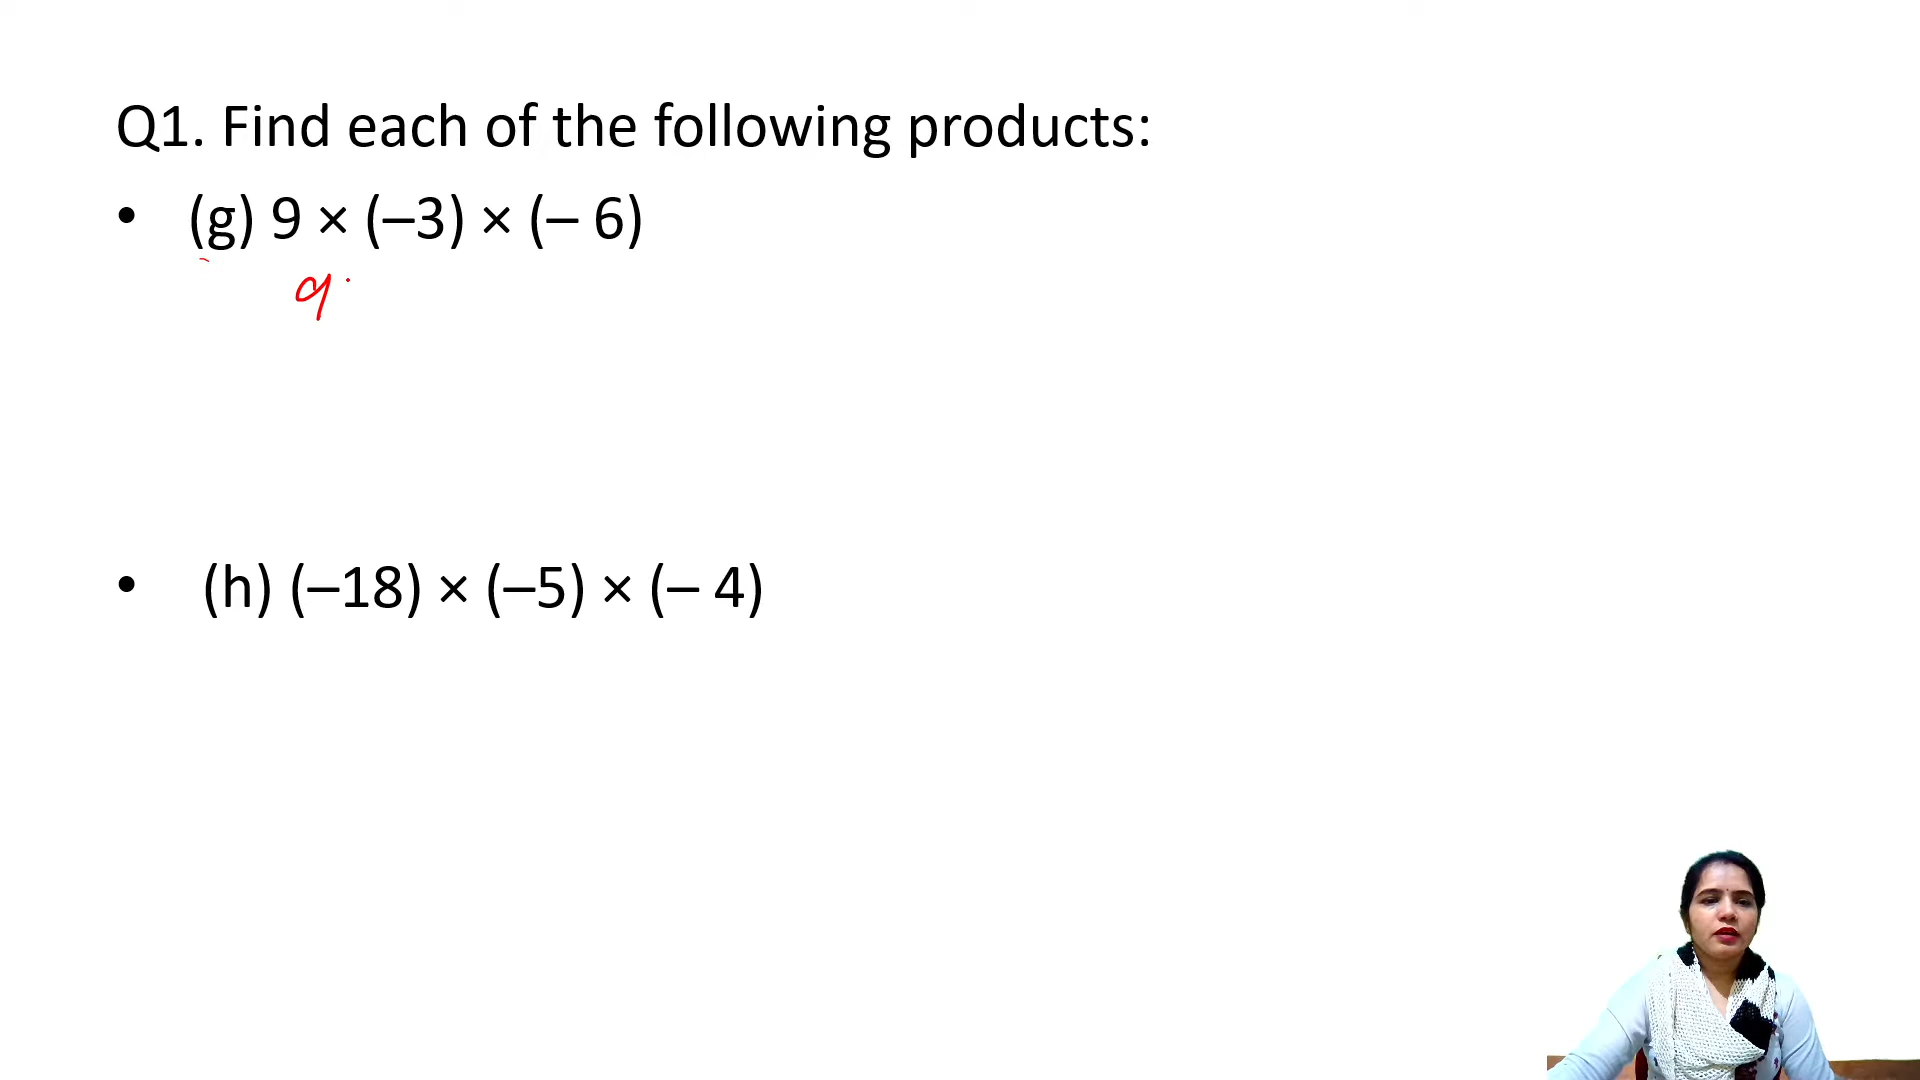 Q1. Find each of the following products:
• (g) 9 × (–3) × (– 6)
9
• (h) (–18) × (–5) × (– 4)